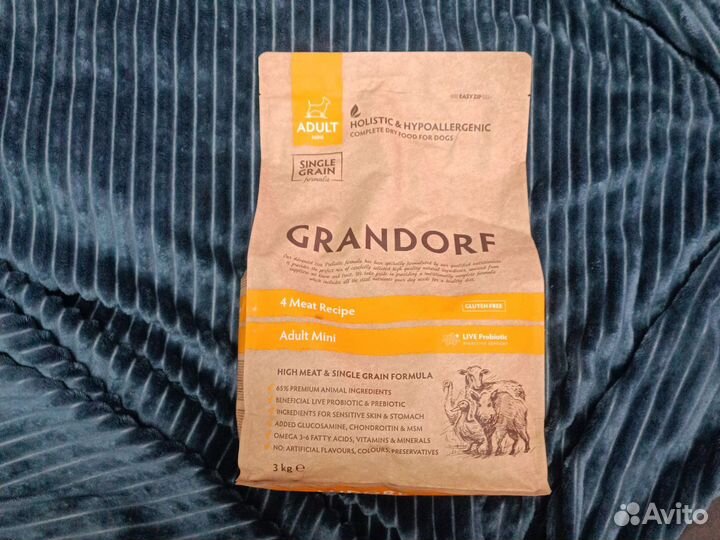 EASY ZIP
ADULT
MINI
HOLISTIC & HYPOALLERGENIC
COMPLETE DRY FOOD FOR DOGS
SINGLE
GRAIN
formula
GRANDORF
4 Meat Recipe
GLUTEN FREE
Adult Mini
LIVE Probiotic
HIGH MEAT & SINGLE GRAIN FORMULA
65% PREMIUM ANIMAL INGREDIENTS
BENEFICIAL LIVE PROBIOTIC & PREBIOTIC
INGREDIENTS FOR SENSITIVE SKIN & STOMACH
ADDED GLUCOSAMINE, CHONDROITIN & MSM
OMEGA 3-6 FATTY ACIDS, VITAMINS & MINERALS
NO: ARTIFICIAL FLAVOURS, COLOURS, PRESERVATIVES
3 kg ℮
Avito